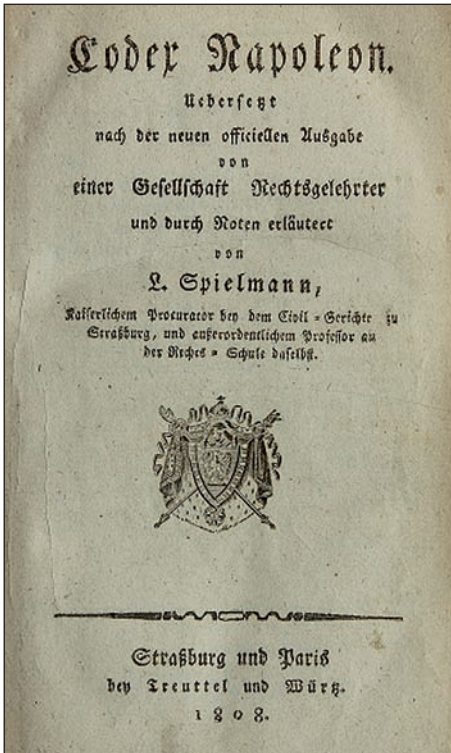 Codex Napoleon.
Uebersetzt
nach der neuen officiellen Ausgabe
von
einer Gesellschaft Rechtsgelehrter
und durch Noten erläutert
von
L. Spielmann,
Kaiserlichem Procurator bey dem Civil = Gerichte zu
Straßburg, und außerordentlichem Professor an
der Rechts = Schule daselbst.
Straßburg und Paris
bey Treuttel und Würtz.
1808.